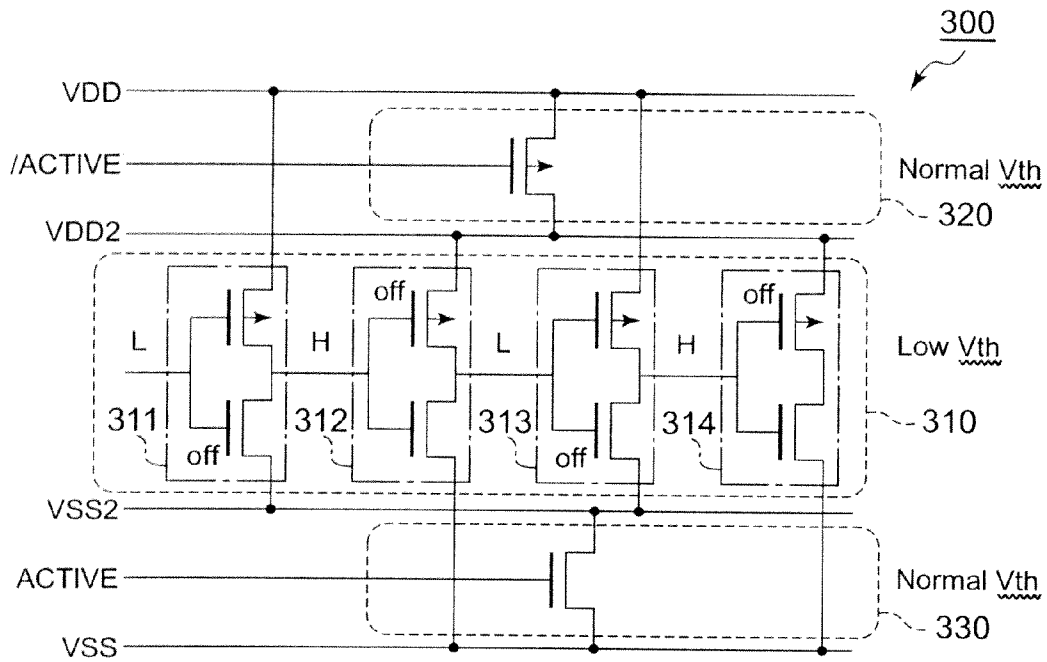 300
VDD
/ACTIVE
Normal Vth
320
VDD2
off
off
L
H
L
H
Low Vth
311
312
313
314
310
off
off
VSS2
ACTIVE
Normal Vth
330
VSS